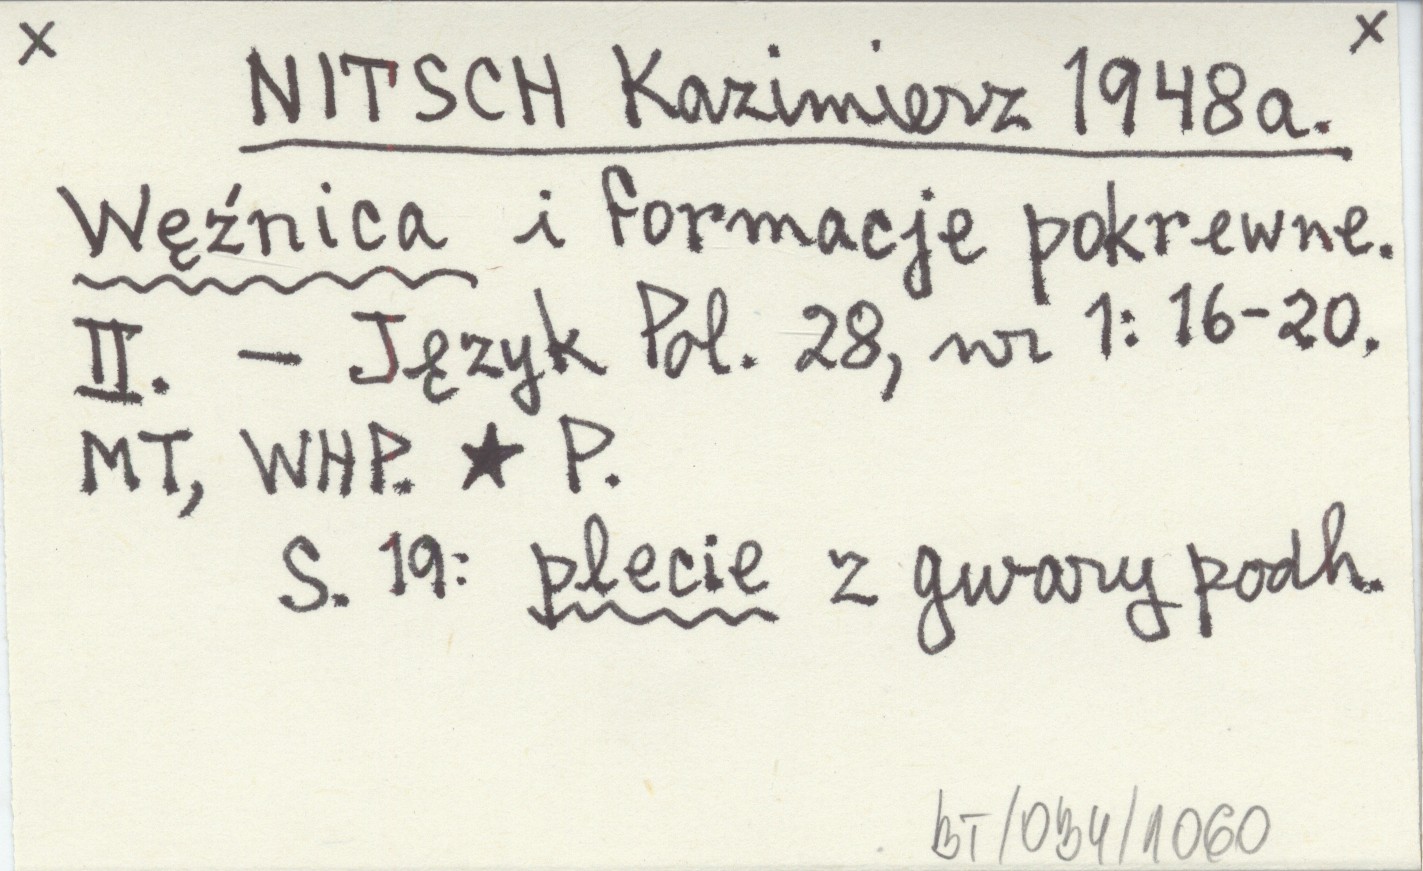 x x
NITSCH Kazimierz 1948a.
Węźnica i formacje pokrewne.
II. – Język Pol. 28, nr 1: 16-20.
MT, WHP. ★ P.
S. 19: plecie z gwary podh.
BT/OB4/1060